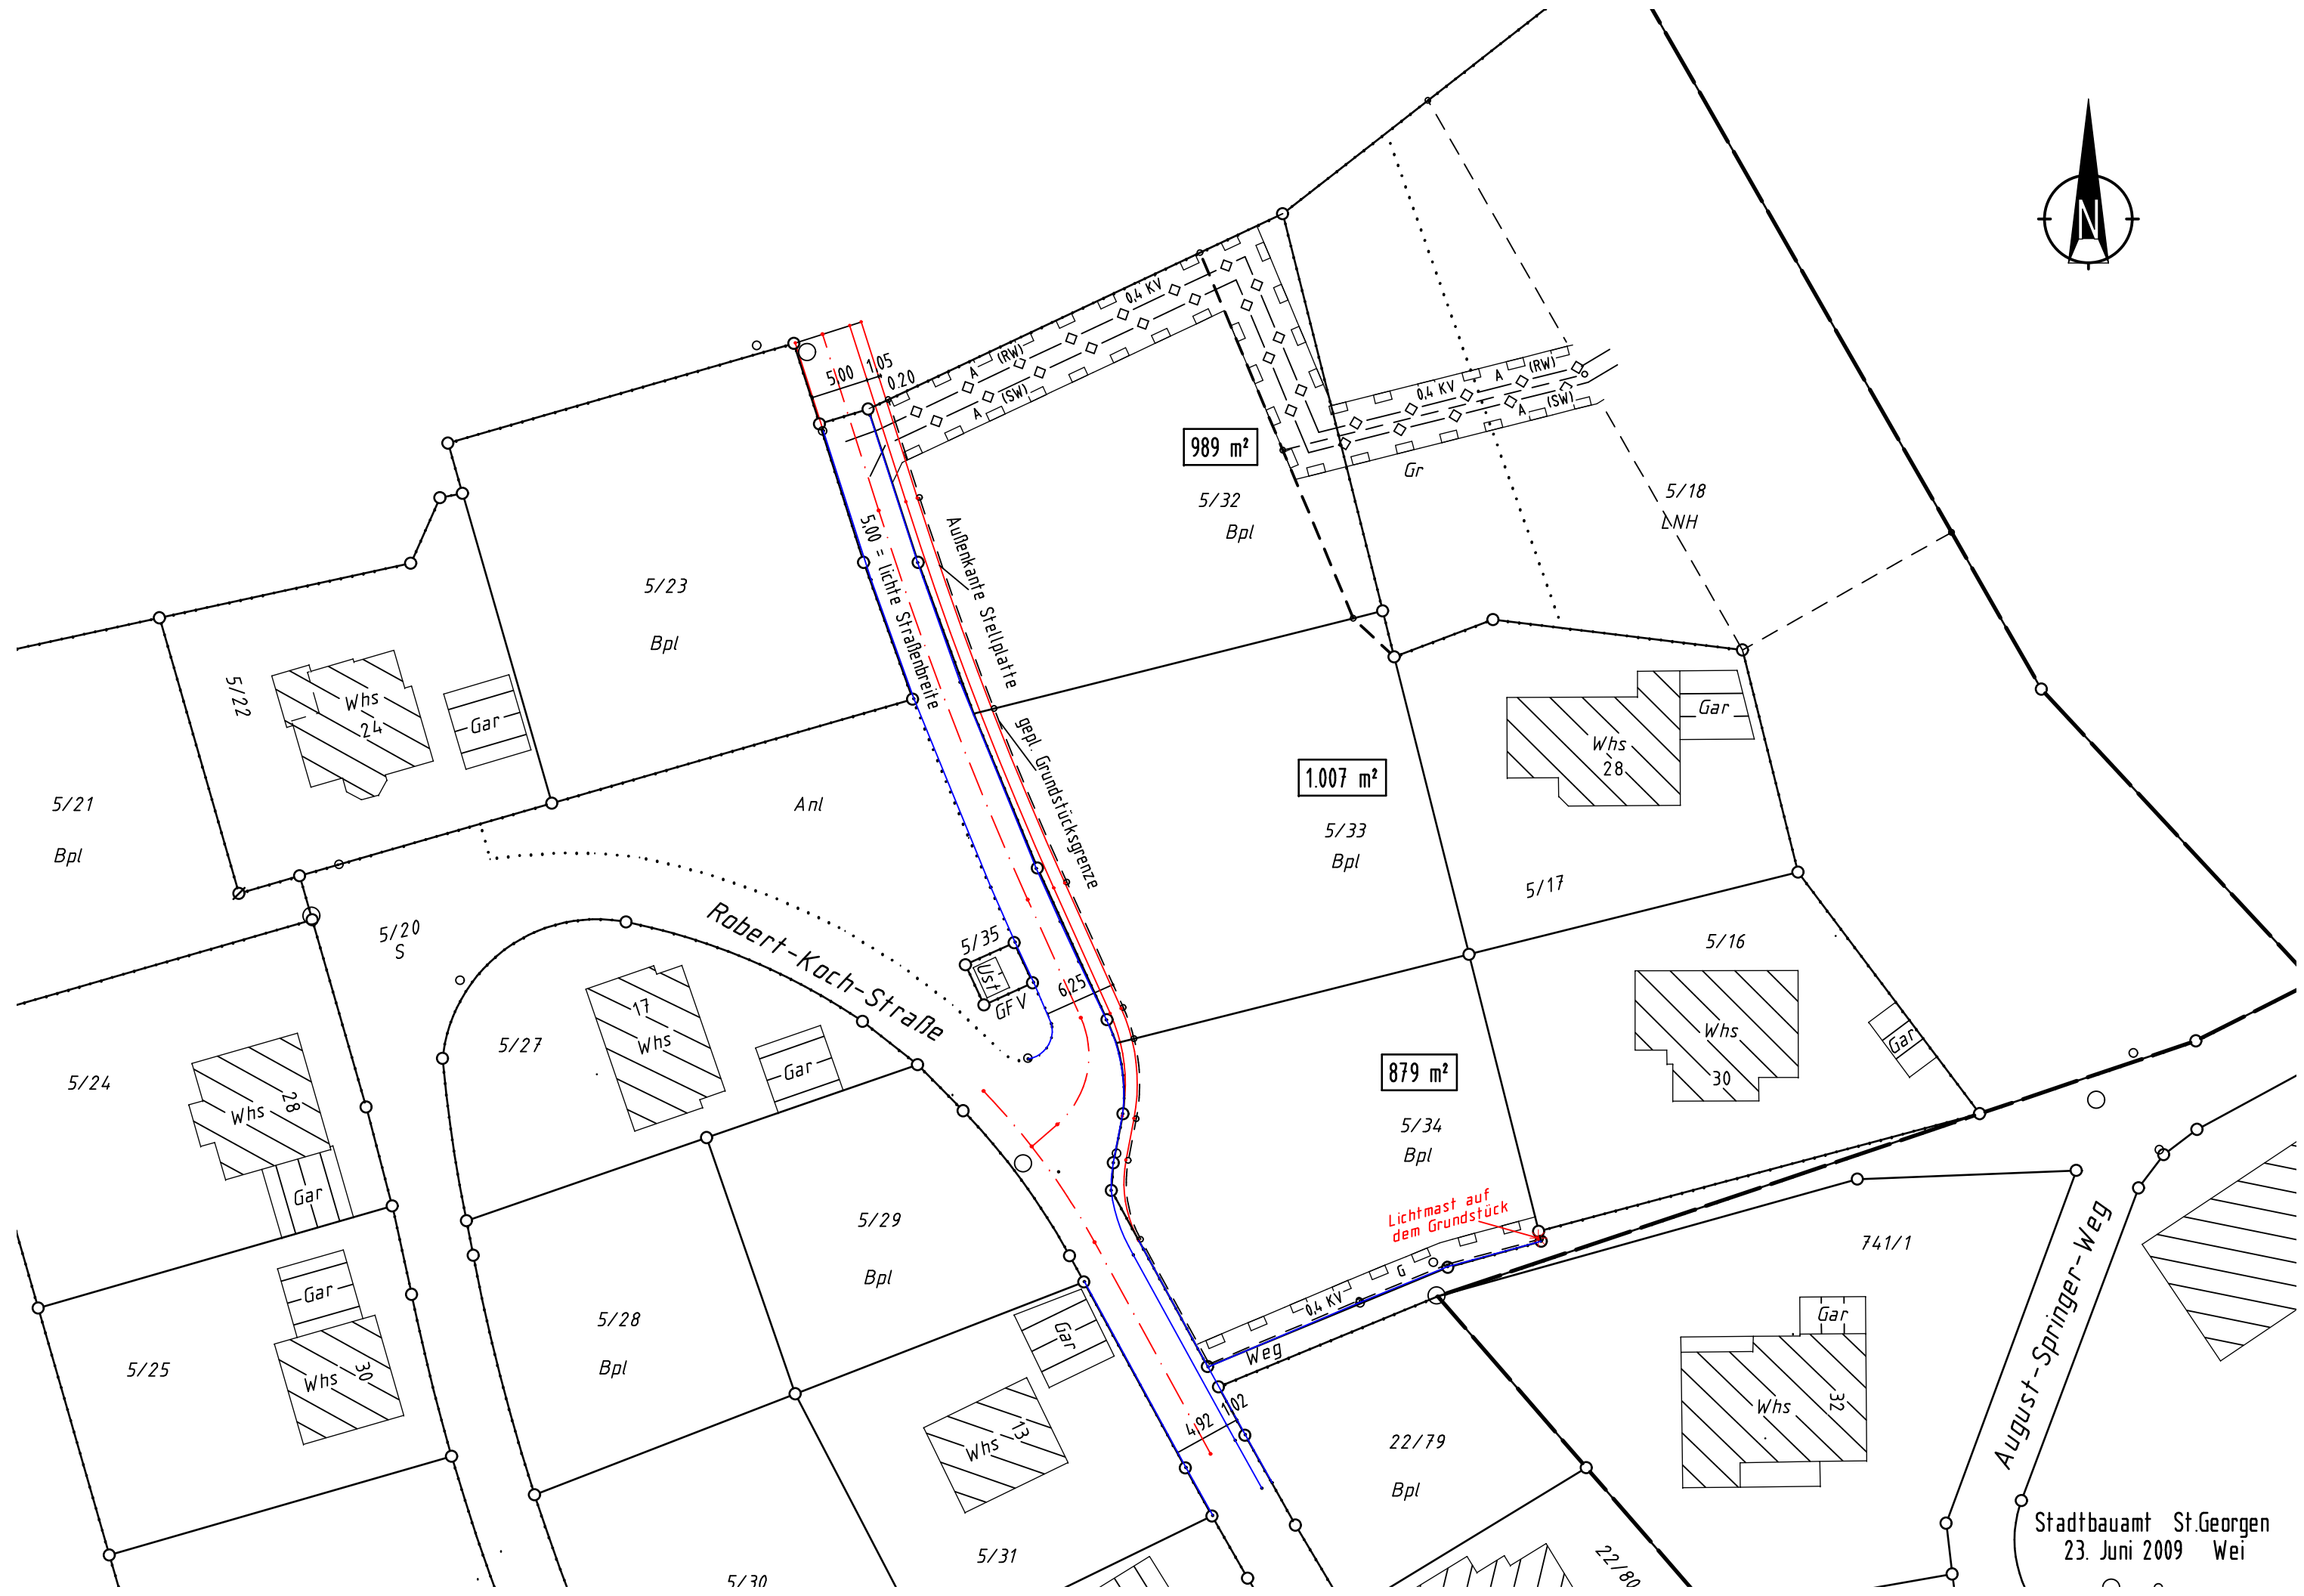 N
0,4 KV
A
(RW)
A
(SW)
5,00
1.05
0.20
0,4 KV
A
(RW)
A
(SW)
Gr
989 m²
5/32
Bpl
5/18
LNH
5,00 = lichte Straßenbreite
Außenkante Stellplatte
gepl. Grundstücksgrenze
5/23
Bpl
5/22
Whs
24
Gar
5/21
Bpl
Anl
1.007 m²
5/33
Bpl
Whs
28
Gar
5/17
5/20
S
Robert-Koch-Straße
5/35
Ust
GFV
6.25
5/16
Whs
30
Gar
5/27
17
Whs
Gar
5/24
Whs
28
Gar
879 m²
5/34
Bpl
Lichtmast auf
dem Grundstück
5/29
Bpl
741/1
August-Springer-Weg
Gar
Whs
30
5/25
5/28
Bpl
Gar
0,4 KV
G
Weg
4.92
1.02
Whs
13
22/79
Bpl
Gar
Whs
32
5/31
5/30
22/80
Stadtbauamt St.Georgen
23. Juni 2009 Wei